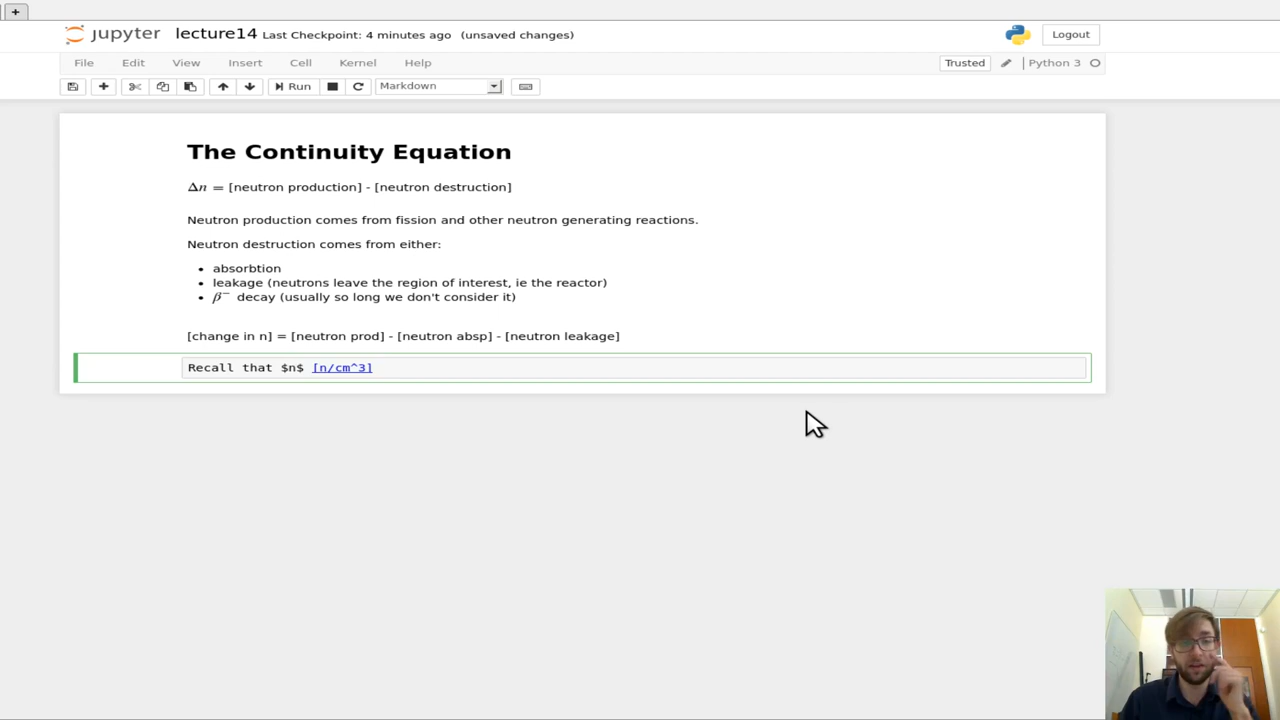 +
jupyter lecture14 Last Checkpoint: 4 minutes ago (unsaved changes) Logout
File Edit View Insert Cell Kernel Help Trusted Python 3
Run Markdown
The Continuity Equation
Δn = [neutron production] - [neutron destruction]
Neutron production comes from fission and other neutron generating reactions.
Neutron destruction comes from either:
• absorbtion
• leakage (neutrons leave the region of interest, ie the reactor)
• β⁻ decay (usually so long we don't consider it)
[change in n] = [neutron prod] - [neutron absp] - [neutron leakage]
Recall that $n$ [n/cm^3]